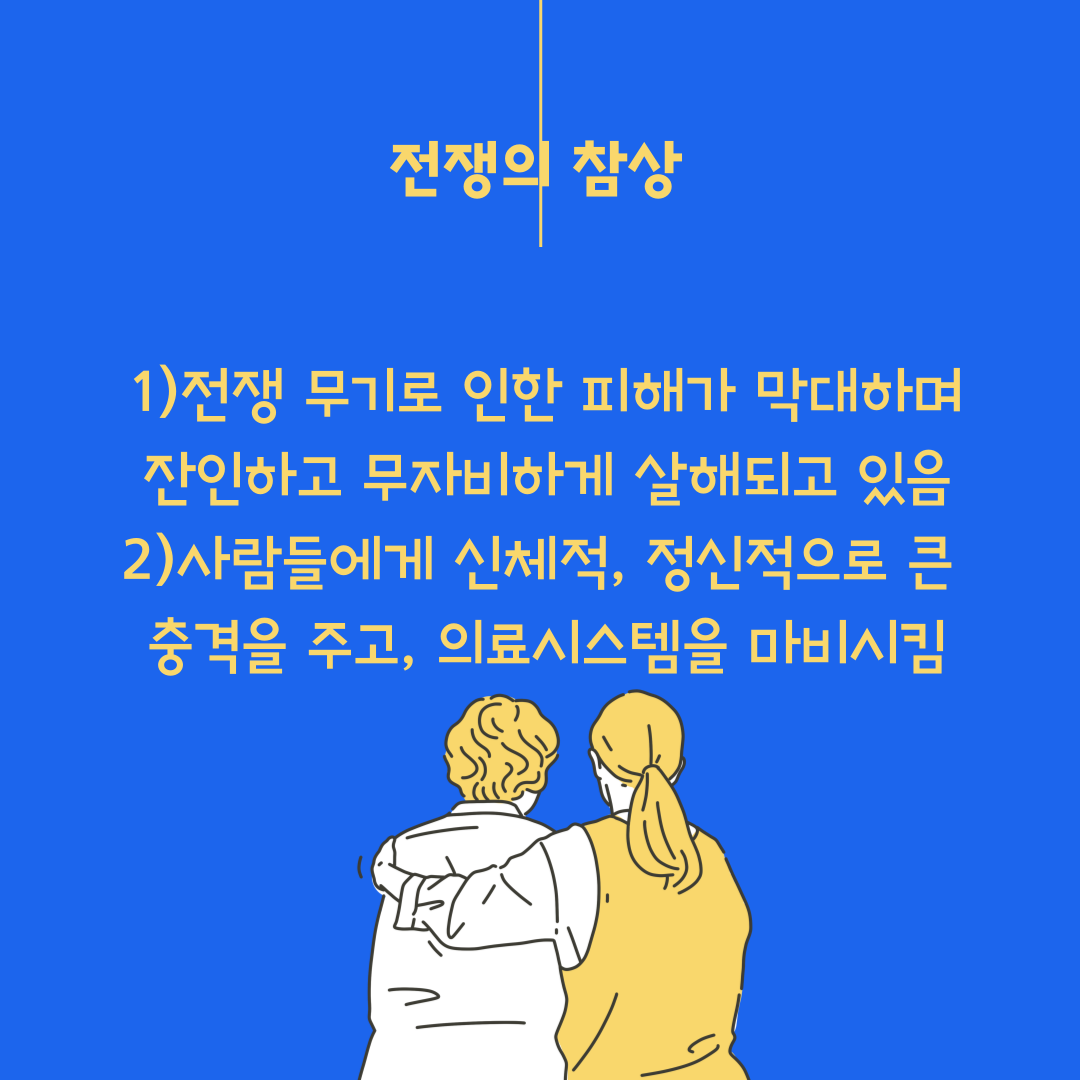 전쟁의 참상
1)전쟁 무기로 인한 피해가 막대하며
잔인하고 무자비하게 살해되고 있음
2)사람들에게 신체적, 정신적으로 큰
충격을 주고, 의료시스템을 마비시킴